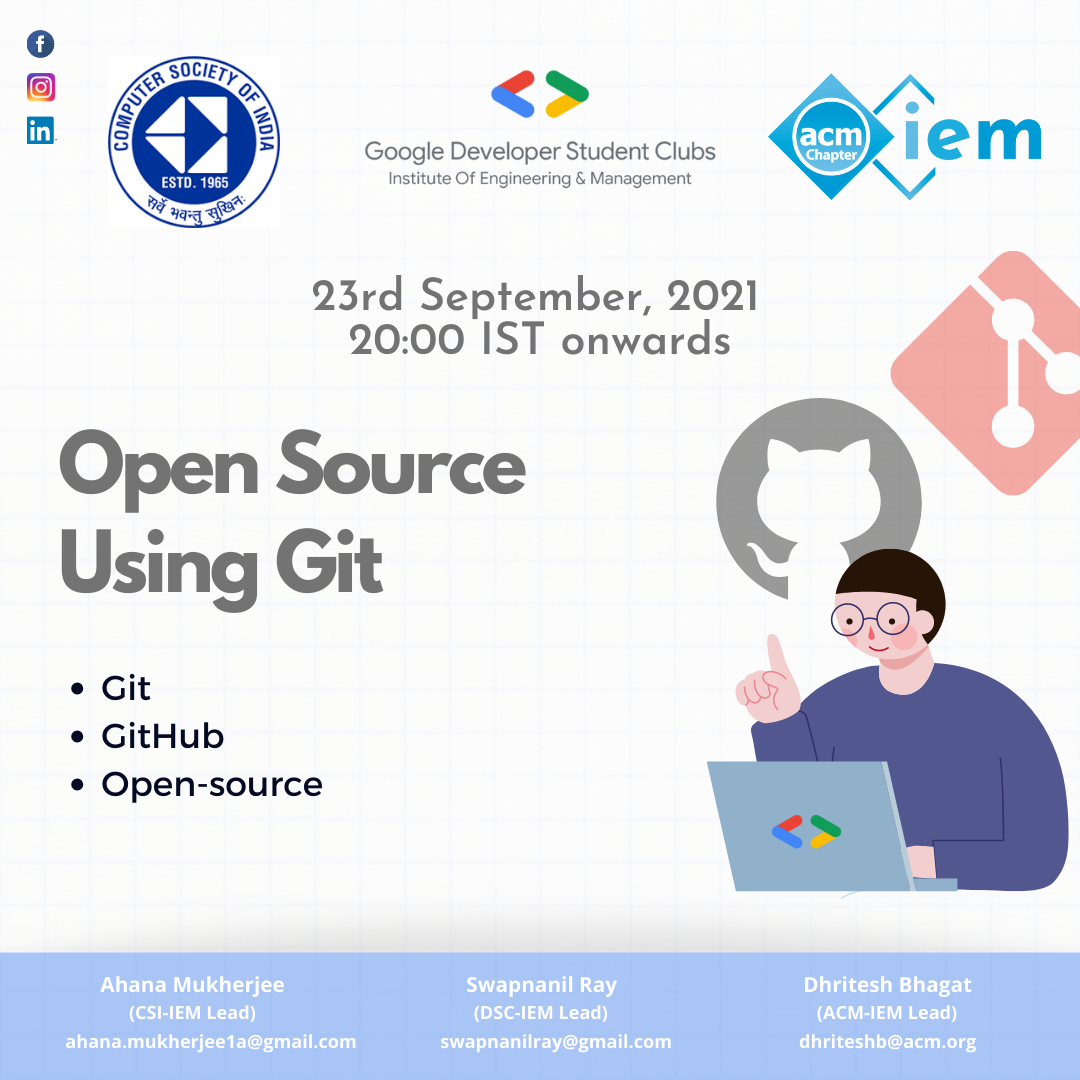 COMPUTER SOCIETY OF INDIA
ESTD. 1965
सर्वे भवन्तु सुखिनः
Google Developer Student Clubs
Institute Of Engineering & Management
acm
Chapter
iem
23rd September, 2021
20:00 IST onwards
Open Source
Using Git
• Git
• GitHub
• Open-source
Ahana Mukherjee
(CSI-IEM Lead)
ahana.mukherjee1a@gmail.com
Swapnanil Ray
(DSC-IEM Lead)
swapnanilray@gmail.com
Dhritesh Bhagat
(ACM-IEM Lead)
dhriteshb@acm.org